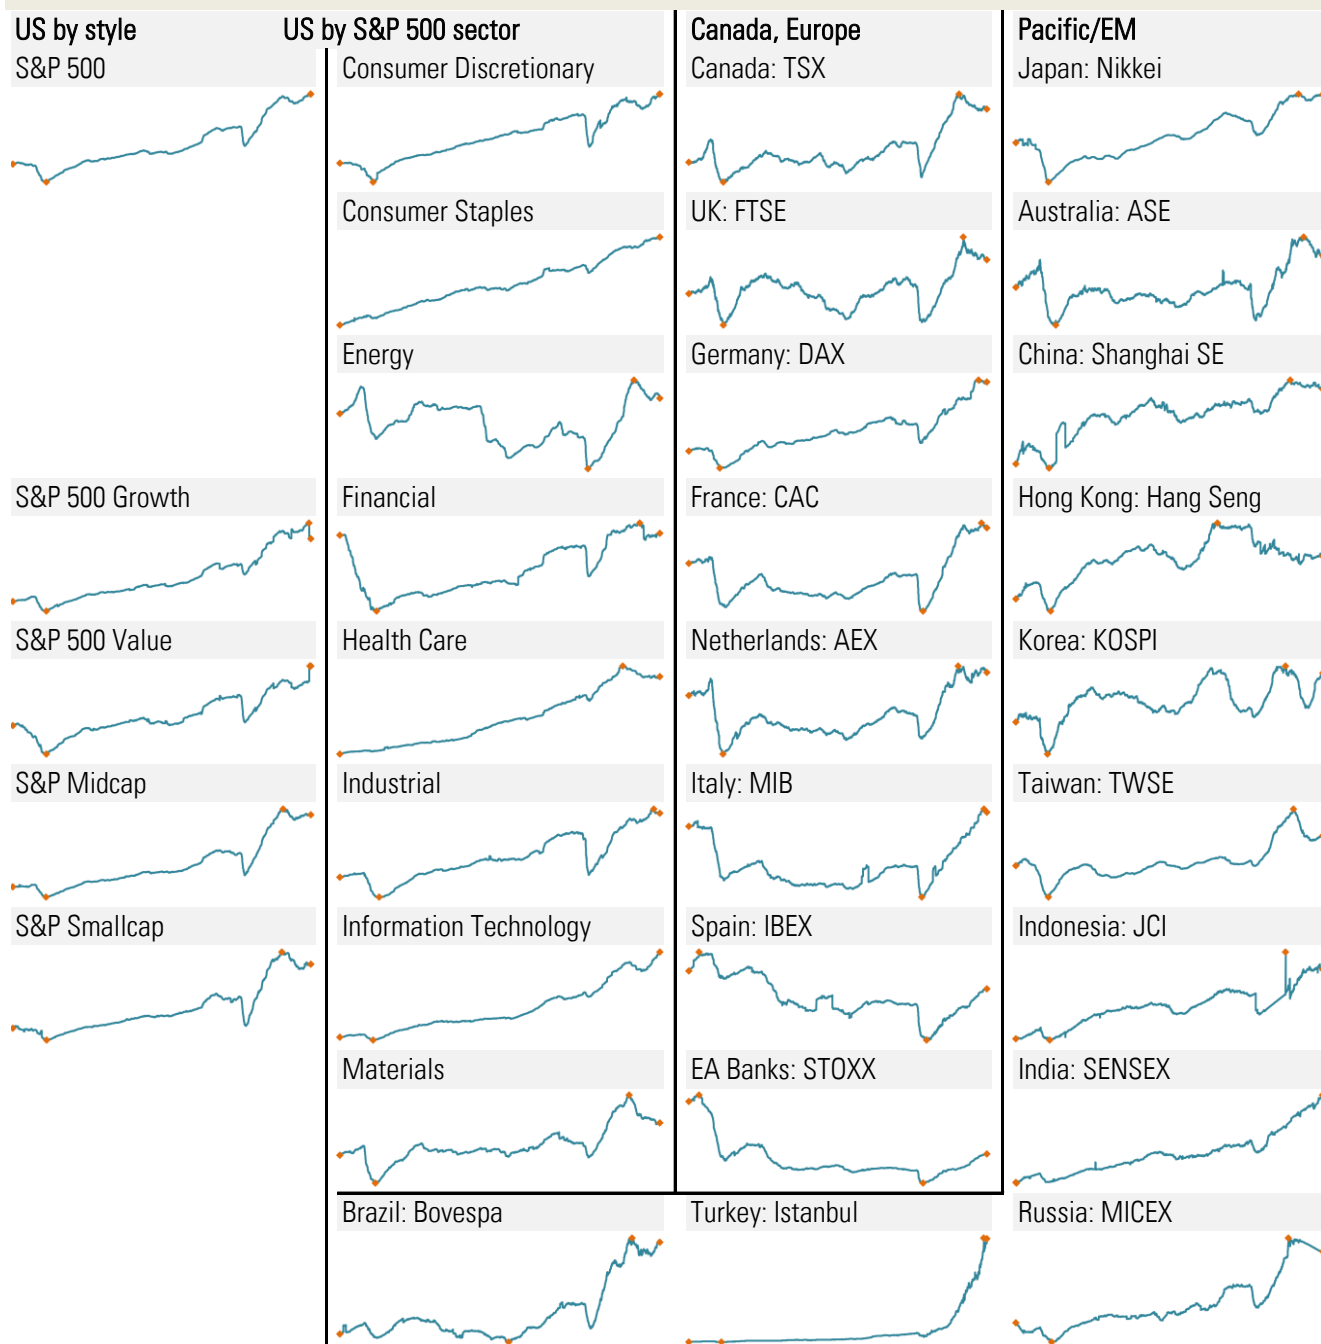 US by style US by S&P 500 sector Canada, Europe Pacific/EM
S&P 500 Consumer Discretionary Canada: TSX Japan: Nikkei
Consumer Staples UK: FTSE Australia: ASE
Energy Germany: DAX China: Shanghai SE
S&P 500 Growth Financial France: CAC Hong Kong: Hang Seng
S&P 500 Value Health Care Netherlands: AEX Korea: KOSPI
S&P Midcap Industrial Italy: MIB Taiwan: TWSE
S&P Smallcap Information Technology Spain: IBEX Indonesia: JCI
Materials EA Banks: STOXX India: SENSEX
Brazil: Bovespa Turkey: Istanbul Russia: MICEX